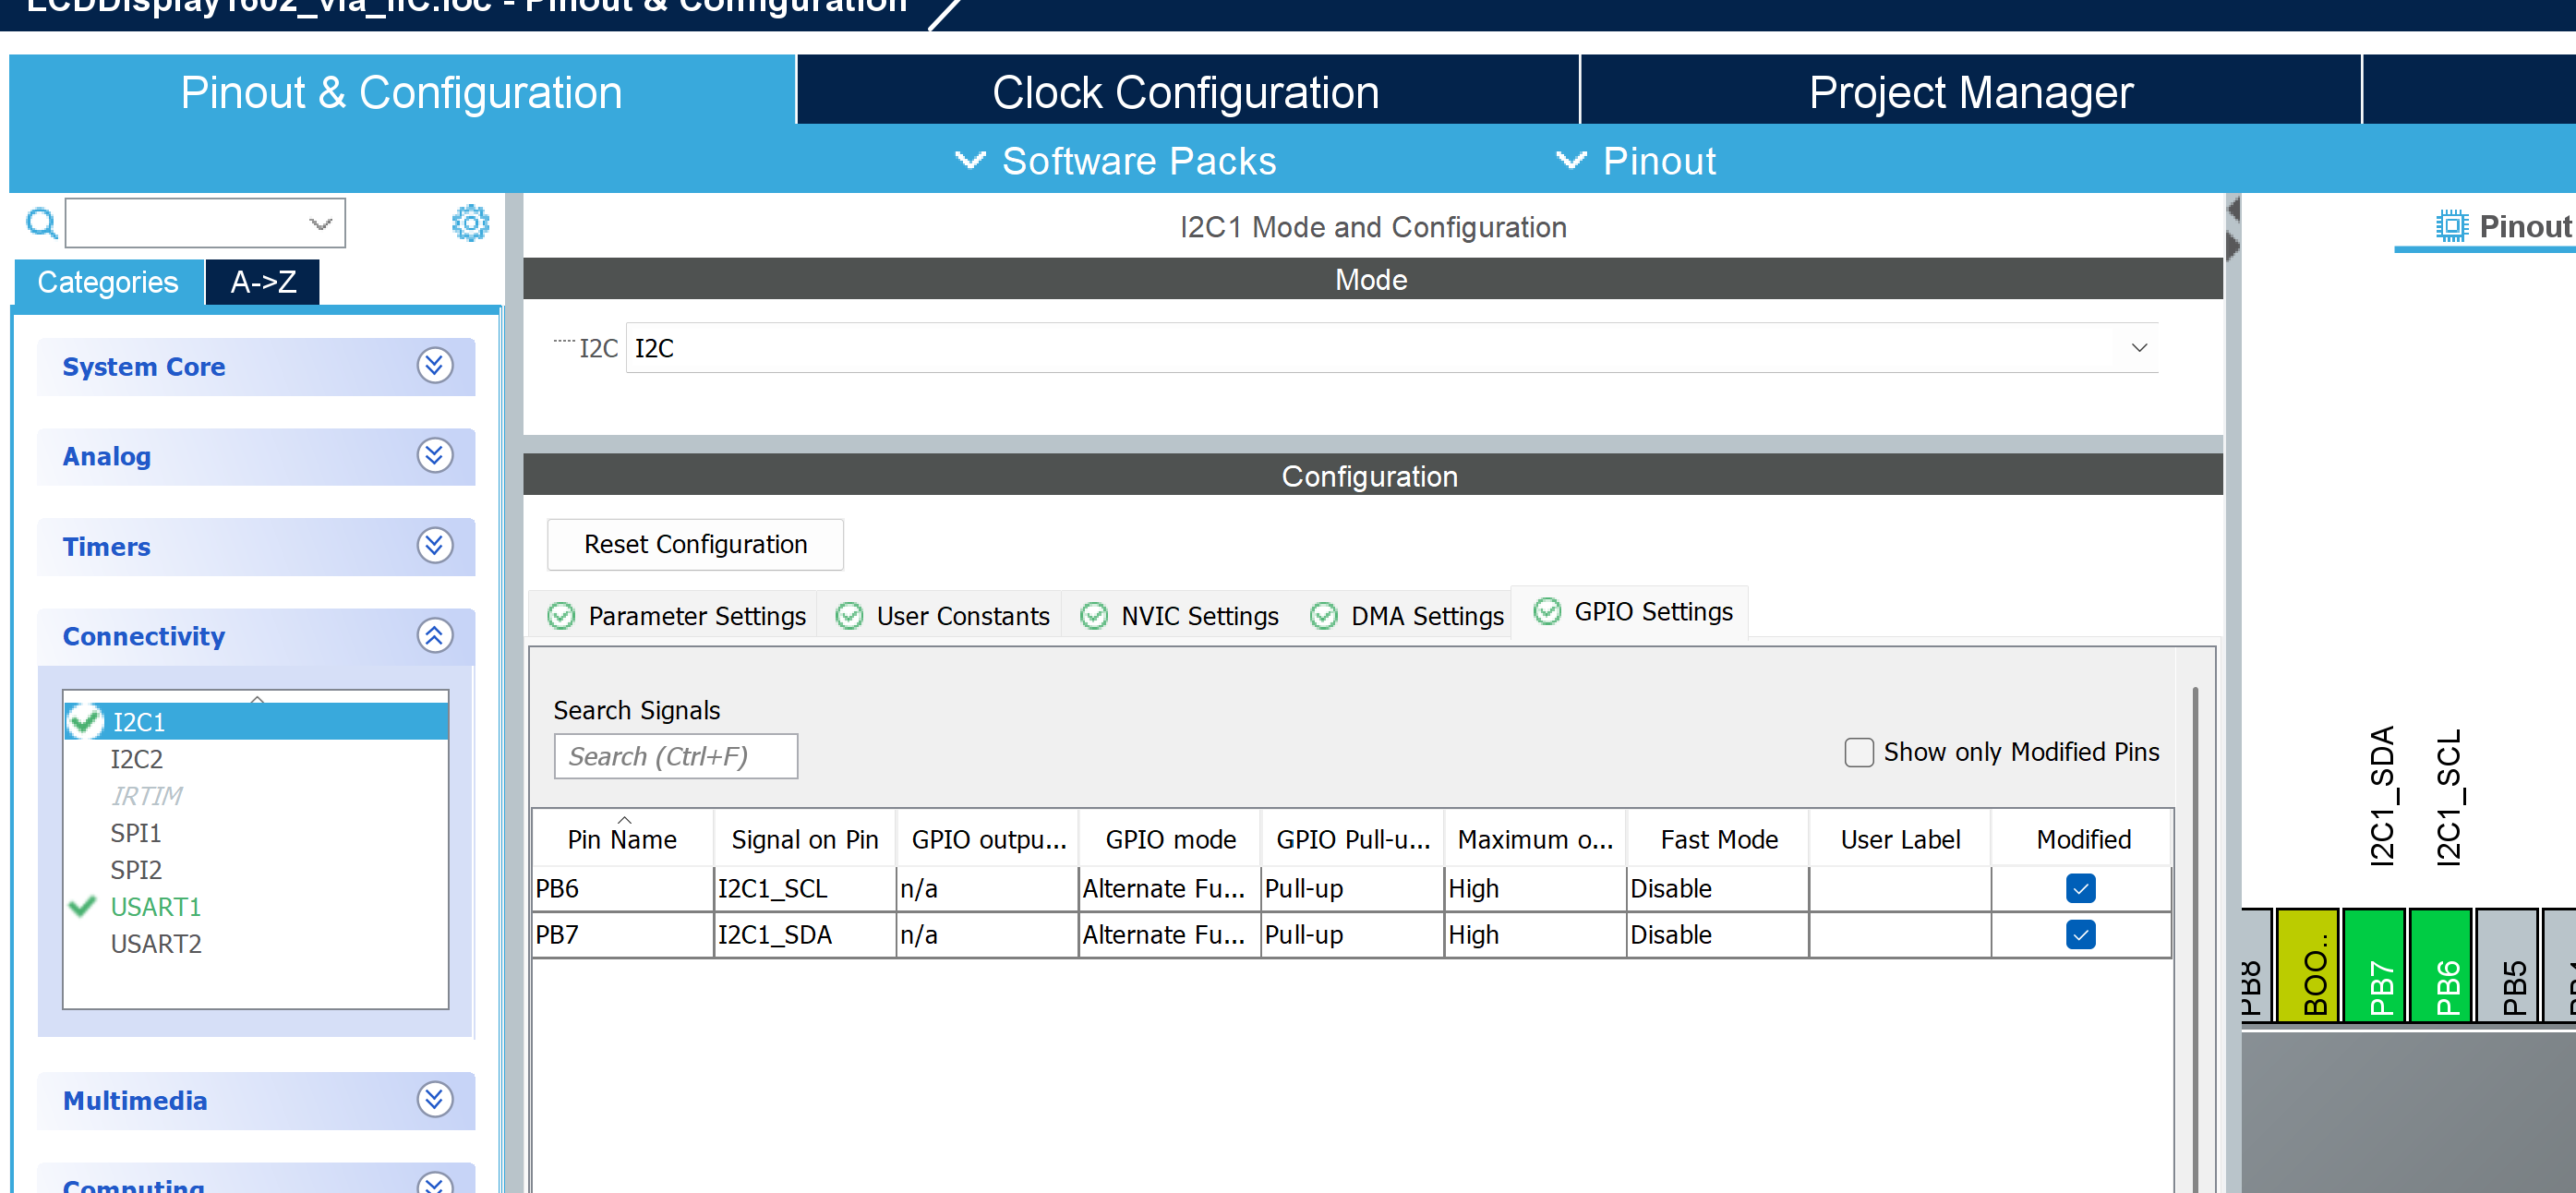 LCDDisplay1602_via_IIC.ioc - Pinout & Configuration
Pinout & Configuration
Clock Configuration
Project Manager
Software Packs
Pinout
I2C1 Mode and Configuration
Pinout
Categories
A->Z
Mode
System Core
I2C
I2C
Analog
Configuration
Reset Configuration
Timers
Parameter Settings
User Constants
NVIC Settings
DMA Settings
GPIO Settings
Connectivity
I2C1
I2C2
IRTIM
SPI1
SPI2
USART1
USART2
Search Signals
Search (Ctrl+F)
Show only Modified Pins
Pin Name Signal on Pin GPIO outpu... GPIO mode GPIO Pull-u... Maximum o... Fast Mode User Label Modified
PB6 I2C1_SCL n/a Alternate Fu... Pull-up High Disable
PB7 I2C1_SDA n/a Alternate Fu... Pull-up High Disable
I2C1_SDA
I2C1_SCL
PB8
BOO..
PB7
PB6
PB5
Multimedia
Computing